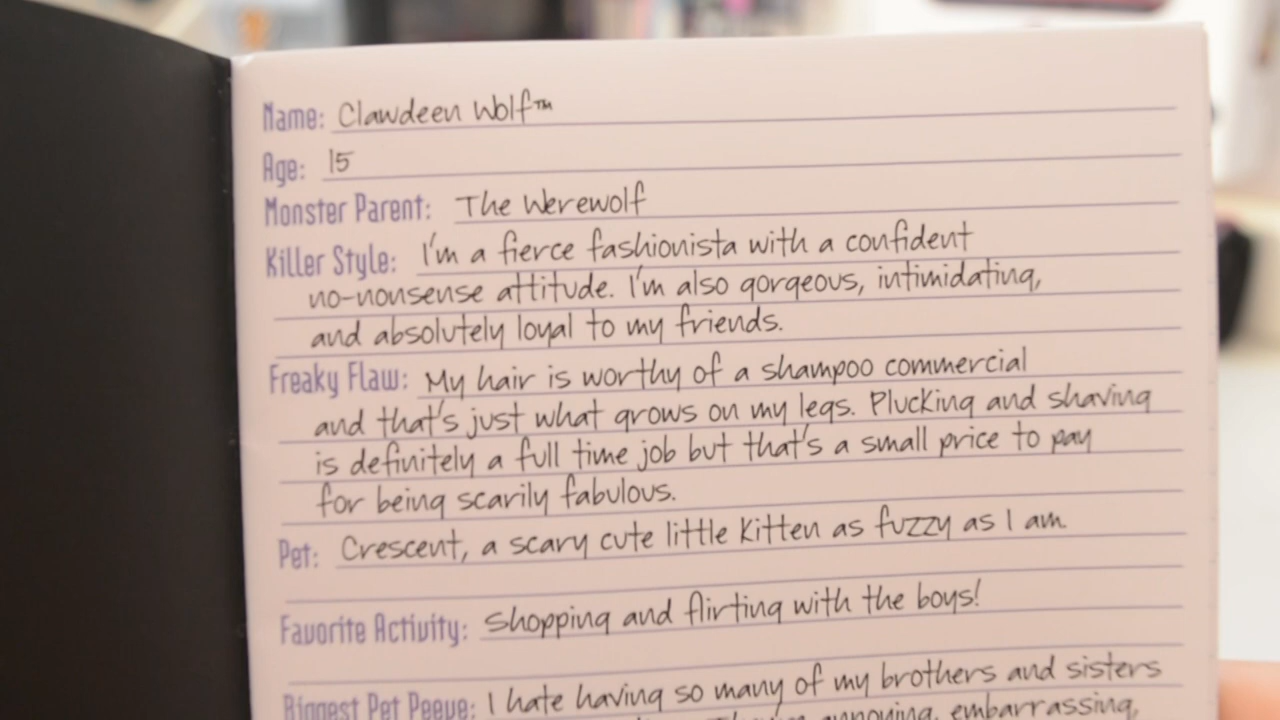 Name: Clawdeen Wolf™
Age: 15
Monster Parent: The Werewolf
Killer Style: I'm a fierce fashionista with a confident
no-nonsense attitude. I'm also gorgeous, intimidating,
and absolutely loyal to my friends.
Freaky Flaw: My hair is worthy of a shampoo commercial
and that's just what grows on my legs. Plucking and shaving
is definitely a full time job but that's a small price to pay
for being scarily fabulous.
Pet: Crescent, a scary cute little kitten as fuzzy as I am.
Favorite Activity: Shopping and flirting with the boys!
Biggest Pet Peeve: I hate having so many of my brothers and sisters
annoying, embarrassing,